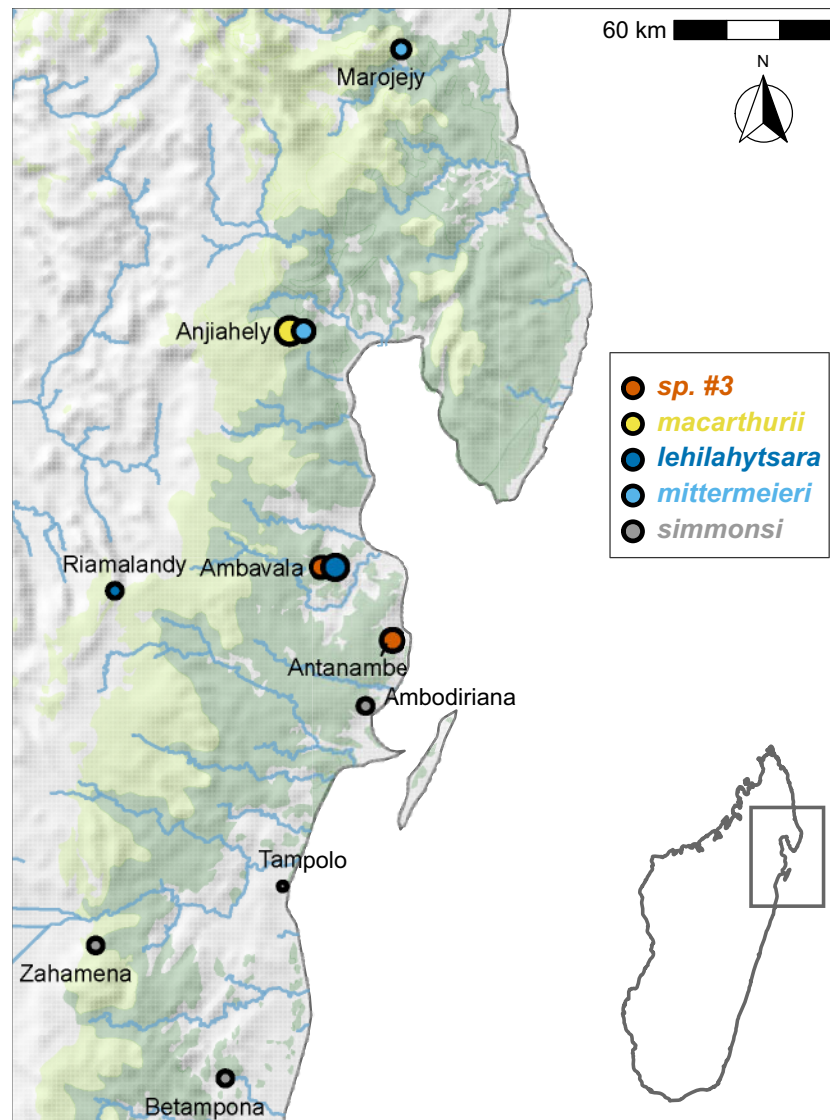 60 km
Marojejy
N
Anjiahely
sp. #3
macarthurii
lehilahytsara
mittermeieri
simmonsi
Riamalandy
Ambavala
Antanambe
Ambodiriana
Tampolo
Zahamena
Betampona